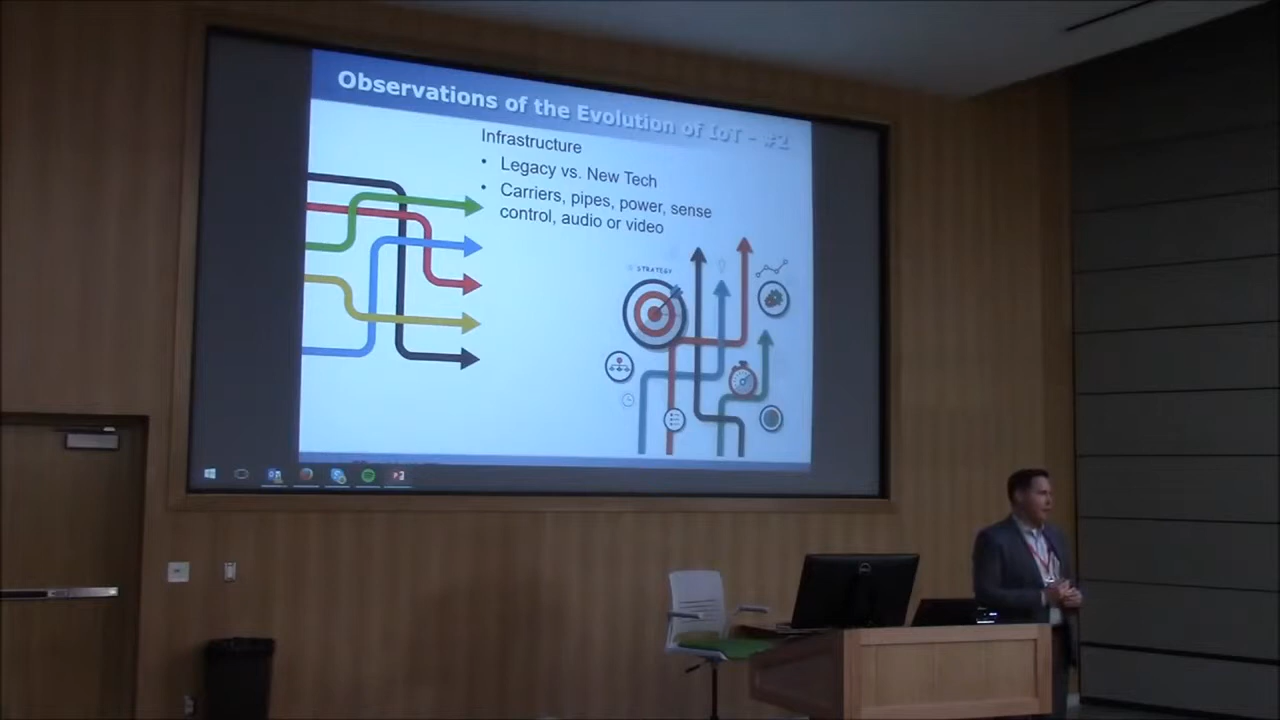 Observations of the Evolution of IoT - #2
Infrastructure
• Legacy vs. New Tech
• Carriers, pipes, power, sense
control, audio or video
STRATEGY
DELL